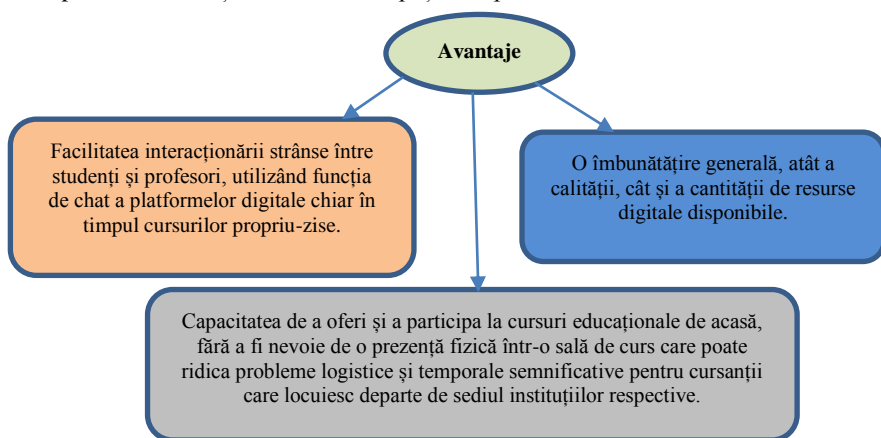 Avantaje
Facilitatea interacționării strânse între
studenți și profesori, utilizând funcția
de chat a platformelor digitale chiar în
timpul cursurilor propriu-zise.
O îmbunătățire generală, atât a
calității, cât și a cantității de resurse
digitale disponibile.
Capacitatea de a oferi și a participa la cursuri educaționale de acasă,
fără a fi nevoie de o prezență fizică într-o sală de curs care poate
ridica probleme logistice și temporale semnificative pentru cursanții
care locuiesc departe de sediul instituțiilor respective.